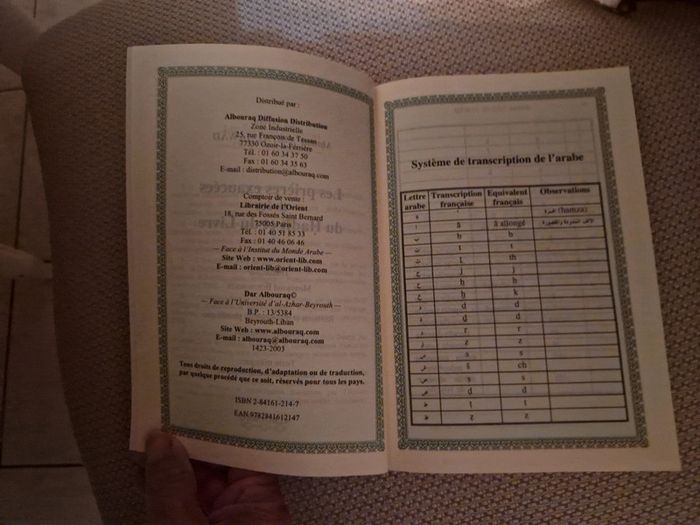 Distribué par :
Albouraq Diffusion Distribution
Zone Industrielle
25, rue François de Tessan
77330 Ozoir-la-Férrière
Tél. : 01 60 34 37 50
Fax : 01 60 34 35 63
E-mail : distribution@albouraq.com
Comptoir de vente :
Librairie de l'Orient
18, rue des Fossés Saint Bernard
75005 Paris
Tél. : 01 40 51 85 33
Fax : 01 40 46 06 46
— Face à l'Institut du Monde Arabe —
Site Web : www.orient-lib.com
E-mail : orient-lib@orient-lib.com
Dar Albouraq©
— Face à l'Université d'al-Azhar-Beyrouth —
B.P. : 13/5384
Beyrouth-Liban
Site Web : www.albouraq.com
E-mail : albouraq@albouraq.com
1423-2003
Tous droits de reproduction, d'adaptation ou de traduction,
par quelque procédé que ce soit, réservés pour tous les pays.
ISBN 2-84161-214-7
EAN 9782841612147
Système de transcription de l'arabe
Lettre arabe Transcription française Equivalent français Observations
ء ' همزة (hamza)
ا ā â allongé
ب b b
ت t t
ث th
ج j j
ح h h
خ k
د d d
ر r r
ز z z
س s s
ش ch
ص s s
ض d d
ط t t
ظ z z